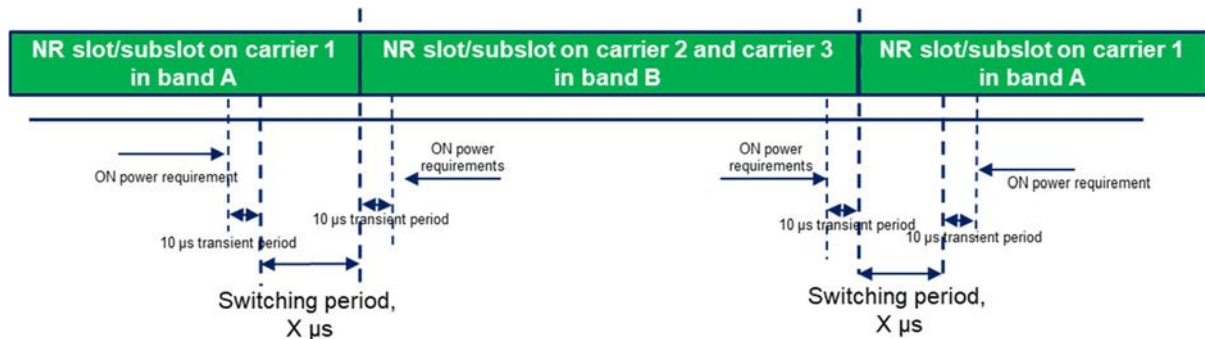 NR slot/subslot on carrier 1
in band A
NR slot/subslot on carrier 2 and carrier 3
in band B
NR slot/subslot on carrier 1
in band A
ON power requirement
ON power
requirements
ON power
requirements
ON power requirement
10 µs transient period
10 µs transient period
10 µs transient period
10 µs transient period
Switching period,
X µs
Switching period,
X µs